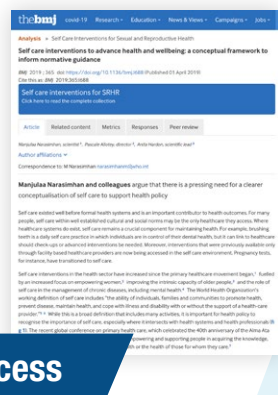 thebmj covid-19 Research Education News & Views Campaigns Jobs
Analysis » Self Care Interventions for Sexual and Reproductive Health
Self care interventions to advance health and wellbeing: a conceptual framework to
inform normative guidance
BMJ 2019 ; 365 doi: https://doi.org/10.1136/bmj.l688 (Published 01 April 2019)
Cite this as: BMJ 2019;365:l688
Self care interventions for SRHR
Click here to read the complete collection
Article Related content Metrics Responses Peer review
Manjulaa Narasimhan, scientist, Pascale Allotey, director, Anita Hardon, scientific lead
Author affiliations
Correspondence to: M Narasimhan narasimhanm@who.int
Manjulaa Narasimhan and colleagues argue that there is a pressing need for a clearer
conceptualisation of self care to support health policy
Self care existed well before formal health systems and is an important contributor to health outcomes. For many
people, self care within well established cultural and social norms may be the only healthcare they access. Where
healthcare systems do exist, self care remains a crucial component for maintaining health. For example, brushing
teeth is a daily self care practice in which individuals are in control of their dental health, but it can link to healthcare
should check-ups or advanced interventions be needed. Moreover, interventions that were previously available only
through facility based healthcare providers are now being accessed in the self care environment. Pregnancy tests,
for instance, have transitioned to self care.
Self care interventions in the health sector have increased since the primary healthcare movement began, fuelled
by an increased focus on empowering women, improving the intrinsic capacity of older people, and the role of
self care in the management of chronic diseases, including mental health. The World Health Organization's
working definition of self care includes "the ability of individuals, families and communities to promote health,
prevent disease, maintain health, and cope with illness and disability with or without the support of a health-care
provider." While this is a broad definition that includes many activities, it is important for health policy to
recognise the importance of self care, especially where it intersects with health systems and health professionals
The recent global conference on primary health care, which celebrated the 40th anniversary of the Alma Ata
powering and supporting people in acquiring the knowledge,
th or the health of those for whom they care."
cess